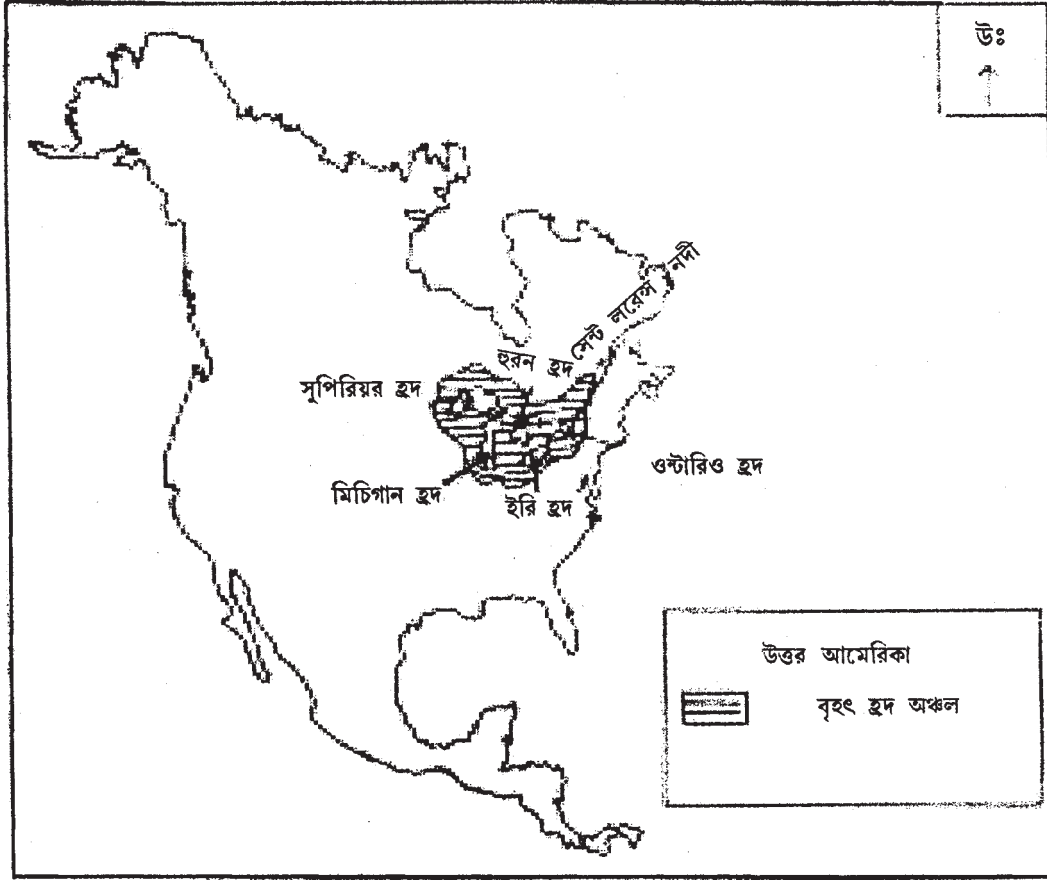 উঃ
সেন্ট লরেন্স নদী
হুরন হ্রদ
সুপিরিয়র হ্রদ
ওন্টারিও হ্রদ
মিচিগান হ্রদ
ইরি হ্রদ
উত্তর আমেরিকা
বৃহৎ হ্রদ অঞ্চল